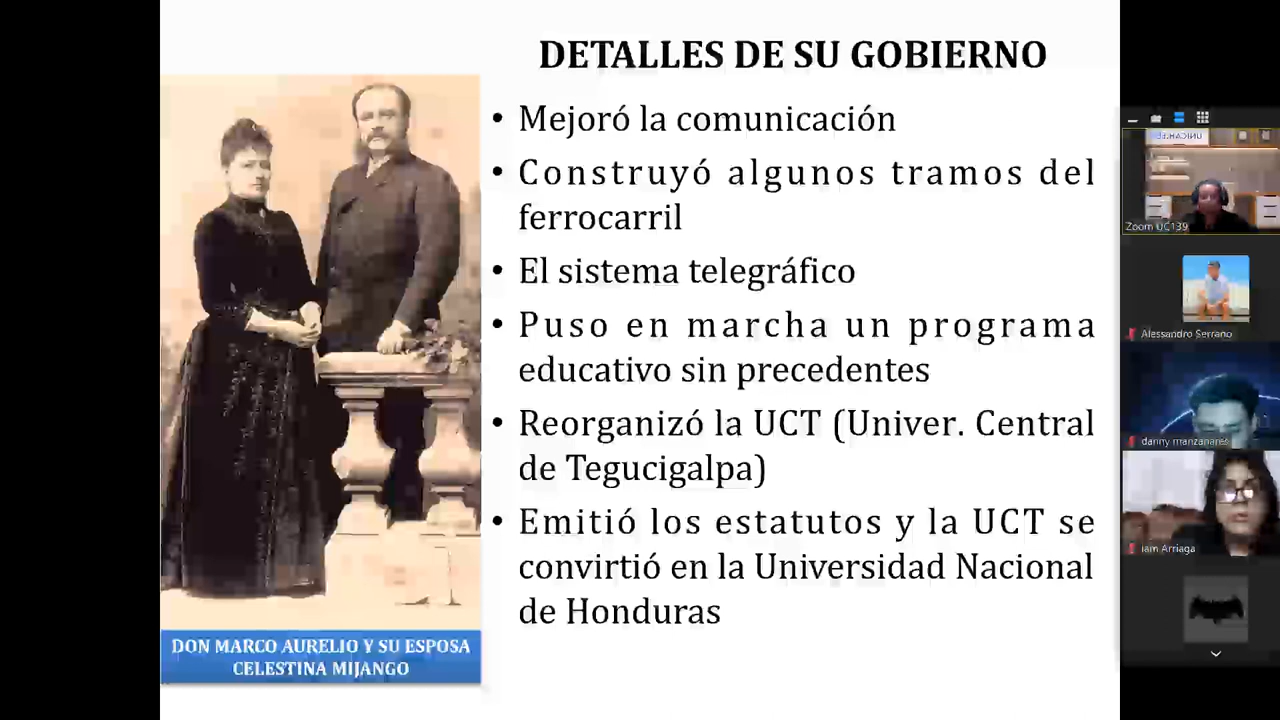 DETALLES DE SU GOBIERNO
• Mejoró la comunicación
• Construyó algunos tramos del
ferrocarril
• El sistema telegráfico
• Puso en marcha un programa
educativo sin precedentes
• Reorganizó la UCT (Univer. Central
de Tegucigalpa)
• Emitió los estatutos y la UCT se
convirtió en la Universidad Nacional
de Honduras
DON MARCO AURELIO Y SU ESPOSA
CELESTINA MIJANGO
Zoom UC139
Alessandro Serrano
danny manzanares
iam Arriaga